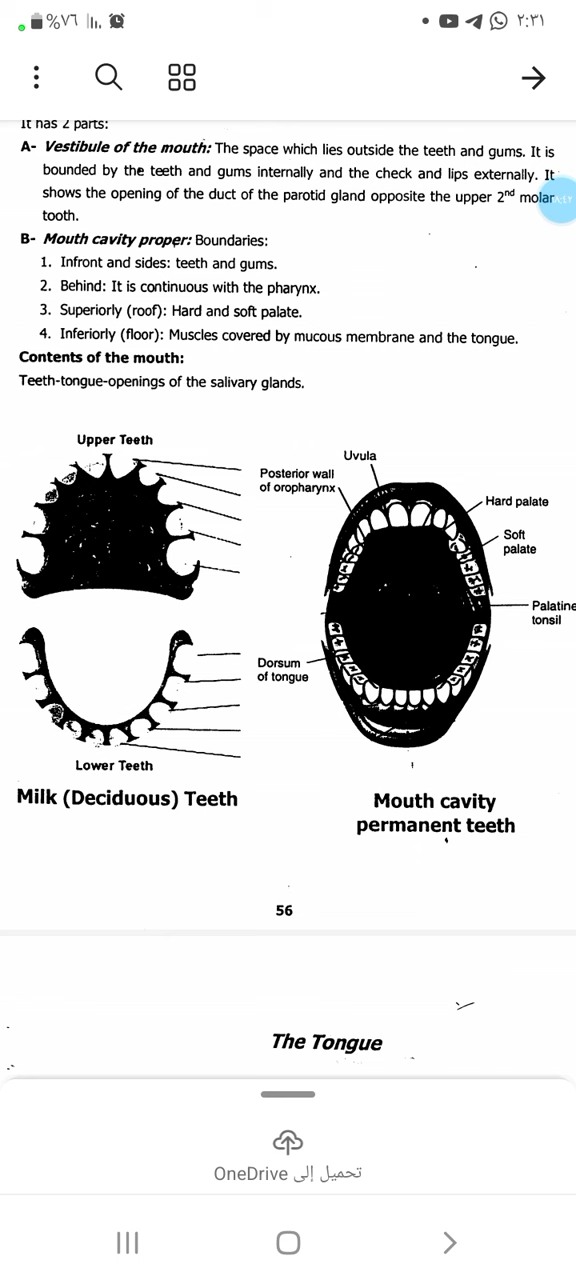 %٧٦
٢:٣١
It has 2 parts:
A- Vestibule of the mouth: The space which lies outside the teeth and gums. It is
bounded by the teeth and gums internally and the check and lips externally. It
shows the opening of the duct of the parotid gland opposite the upper 2nd molar
tooth.
B- Mouth cavity proper: Boundaries:
1. Infront and sides: teeth and gums.
2. Behind: It is continuous with the pharynx.
3. Superiorly (roof): Hard and soft palate.
4. Inferiorly (floor): Muscles covered by mucous membrane and the tongue.
Contents of the mouth:
Teeth-tongue-openings of the salivary glands.
Upper Teeth
Uvula
Posterior wall
of oropharynx
Hard palate
Soft
palate
Palatine
tonsil
Dorsum
of tongue
Lower Teeth
Milk (Deciduous) Teeth
Mouth cavity
permanent teeth
56
The Tongue
تحميل إلى OneDrive